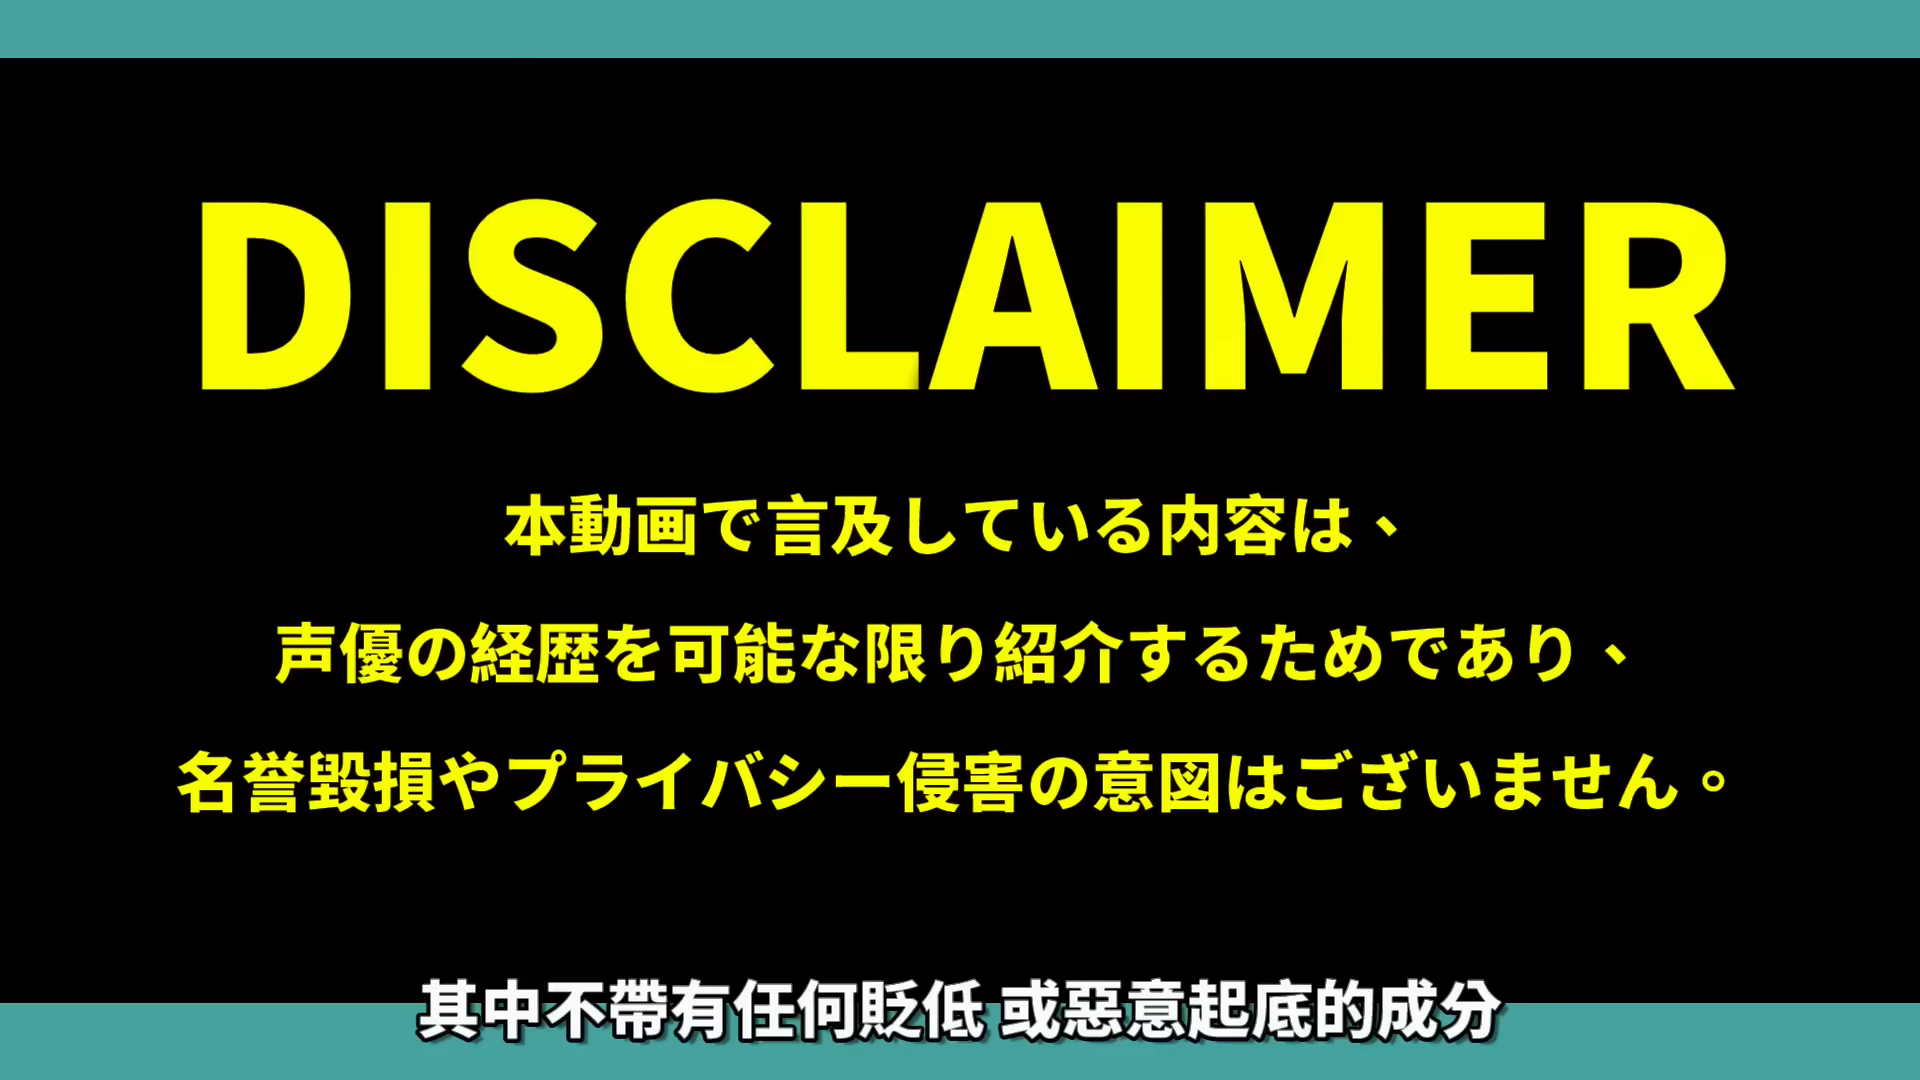 DISCLAIMER
本動画で言及している内容は、
声優の経歴を可能な限り紹介するためであり、
名誉毀損やプライバシー侵害の意図はございません。
其中不帶有任何貶低 或惡意起底的成分